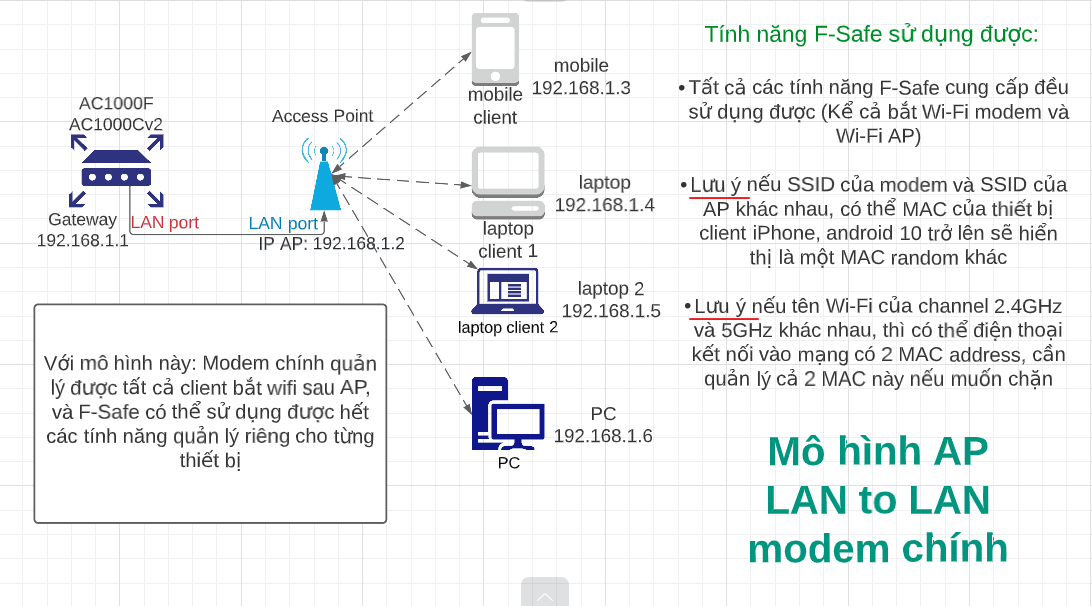 AC1000F
AC1000Cv2
Gateway
192.168.1.1
LAN port
Access Point
LAN port
IP AP: 192.168.1.2
mobile
client
mobile
192.168.1.3
laptop
client 1
laptop
192.168.1.4
laptop client 2
laptop 2
192.168.1.5
PC
PC
192.168.1.6
Với mô hình này: Modem chính quản
lý được tất cả client bắt wifi sau AP,
và F-Safe có thể sử dụng được hết
các tính năng quản lý riêng cho từng
thiết bị
Tính năng F-Safe sử dụng được:
•Tất cả các tính năng F-Safe cung cấp đều
sử dụng được (Kể cả bắt Wi-Fi modem và
Wi-Fi AP)
•Lưu ý nếu SSID của modem và SSID của
AP khác nhau, có thể MAC của thiết bị
client iPhone, android 10 trở lên sẽ hiển
thị là một MAC random khác
•Lưu ý nếu tên Wi-Fi của channel 2.4GHz
và 5GHz khác nhau, thì có thể điện thoại
kết nối vào mạng có 2 MAC address, cần
quản lý cả 2 MAC này nếu muốn chặn
Mô hình AP
LAN to LAN
modem chính